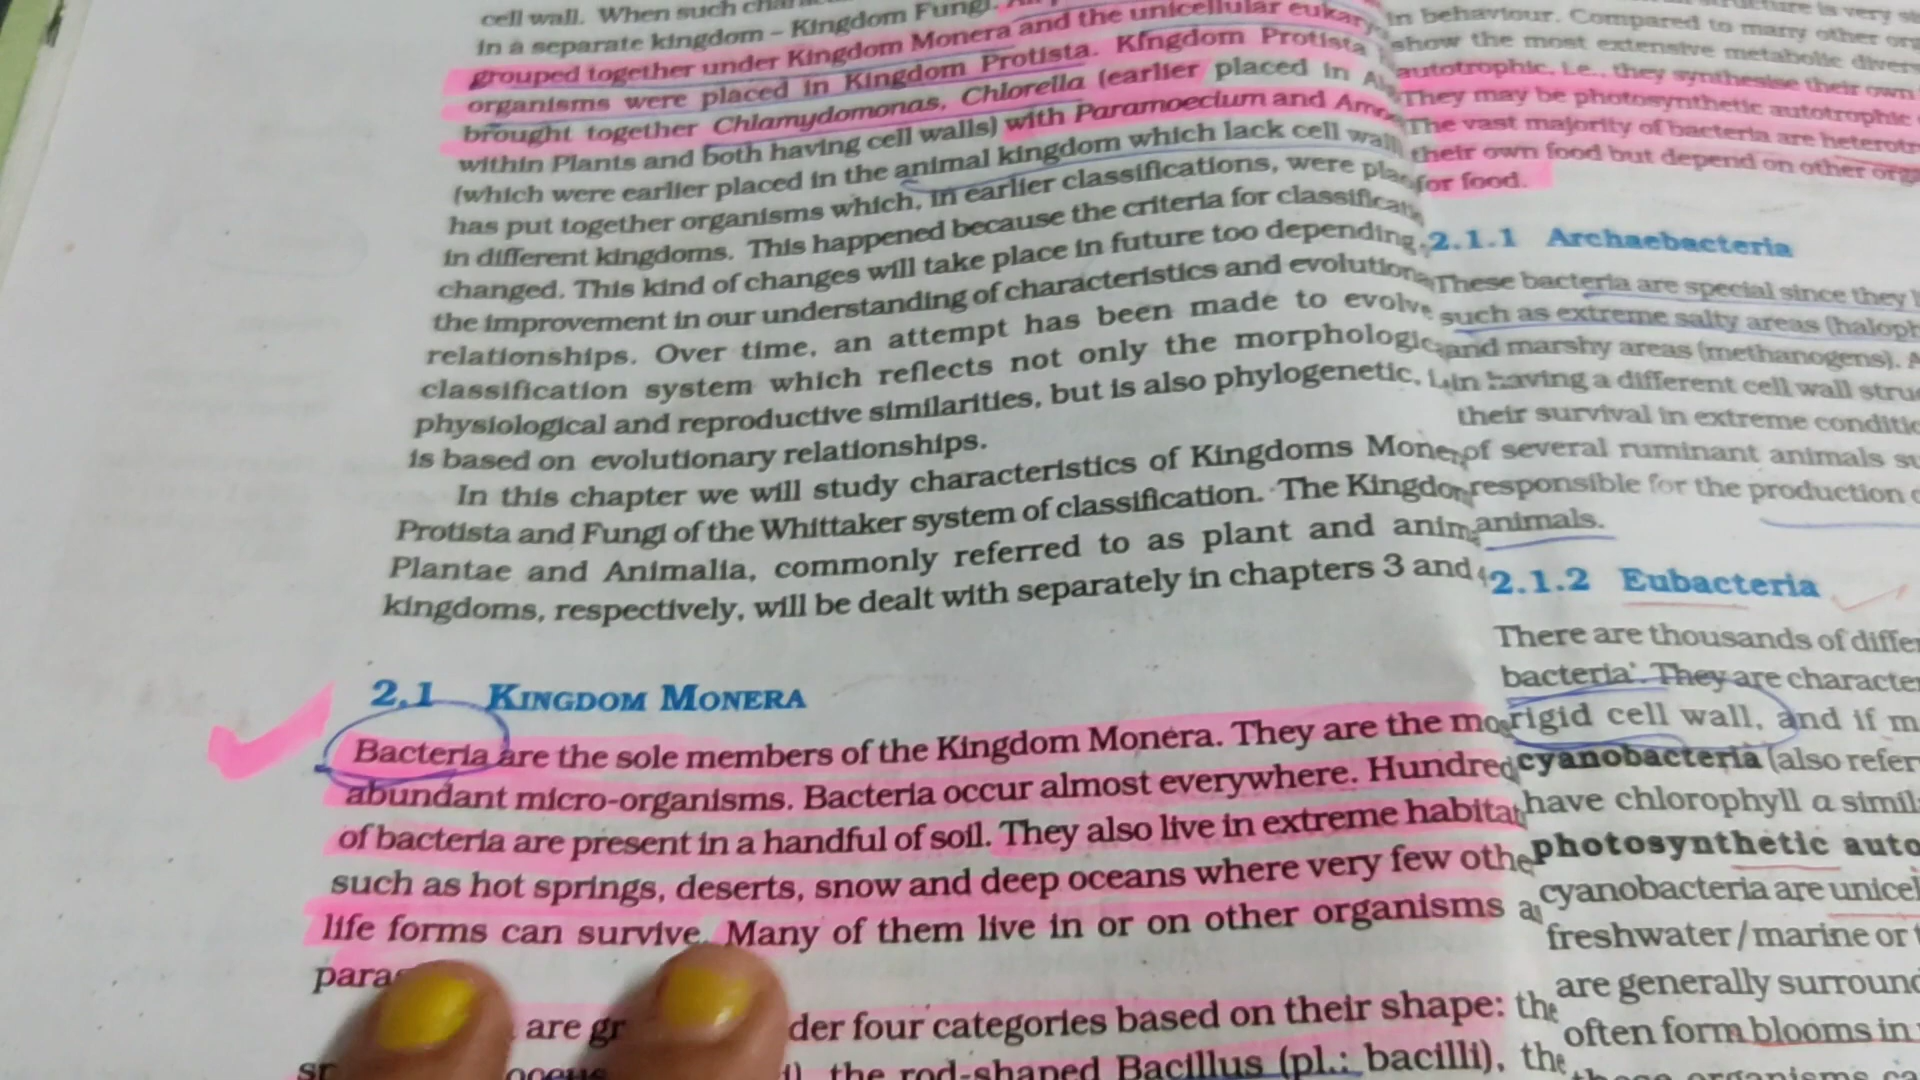 cell wall. When such
in a separate kingdom – Kingdom Fungi.
grouped together under Kingdom Monera and the unicellular
organisms were placed in Kingdom Protista. Kingdom Protista
brought together Chlamydomonas, Chlorella (earlier placed in
within Plants and both having cell walls) with Paramoecium and
(which were earlier placed in the animal kingdom which lack cell
has put together organisms which, in earlier classifications, were
in different kingdoms. This happened because the criteria for
changed. This kind of changes will take place in future too depending
the improvement in our understanding of characteristics and
relationships. Over time, an attempt has been made to evolve
classification system which reflects not only the
physiological and reproductive similarities, but is also phylogenetic,
is based on evolutionary relationships.
In this chapter we will study characteristics of Kingdoms
Protista and Fungi of the Whittaker system of classification. The
Plantae and Animalia, commonly referred to as plant and
kingdoms, respectively, will be dealt with separately in chapters 3 and
2.1 KINGDOM MONERA
Bacteria are the sole members of the Kingdom Monera. They are the
abundant micro-organisms. Bacteria occur almost everywhere.
of bacteria are present in a handful of soil. They also live in extreme
such as hot springs, deserts, snow and deep oceans where very few
life forms can survive. Many of them live in or on other organisms
are der four categories based on their shape:
the rod-shaped Bacillus (pl.: bacilli),
in behaviour. Compared to many other
show the most extensive metabolic
autotrophic, i.e., they synthesise their own
They may be photosynthetic autotrophic
The vast majority of bacteria are
their own food but depend on other
for food.
2.1.1 Archaebacteria
These bacteria are special since they
such as extreme salty areas
and marshy areas (methanogens).
in having a different cell wall
their survival in extreme
of several ruminant animals
responsible for the production
animals.
2.1.2 Eubacteria
There are thousands of
bacteria'. They are
rigid cell wall, and if
cyanobacteria (also
have chlorophyll a
photosynthetic
cyanobacteria are
freshwater/marine or
are generally
often form blooms in